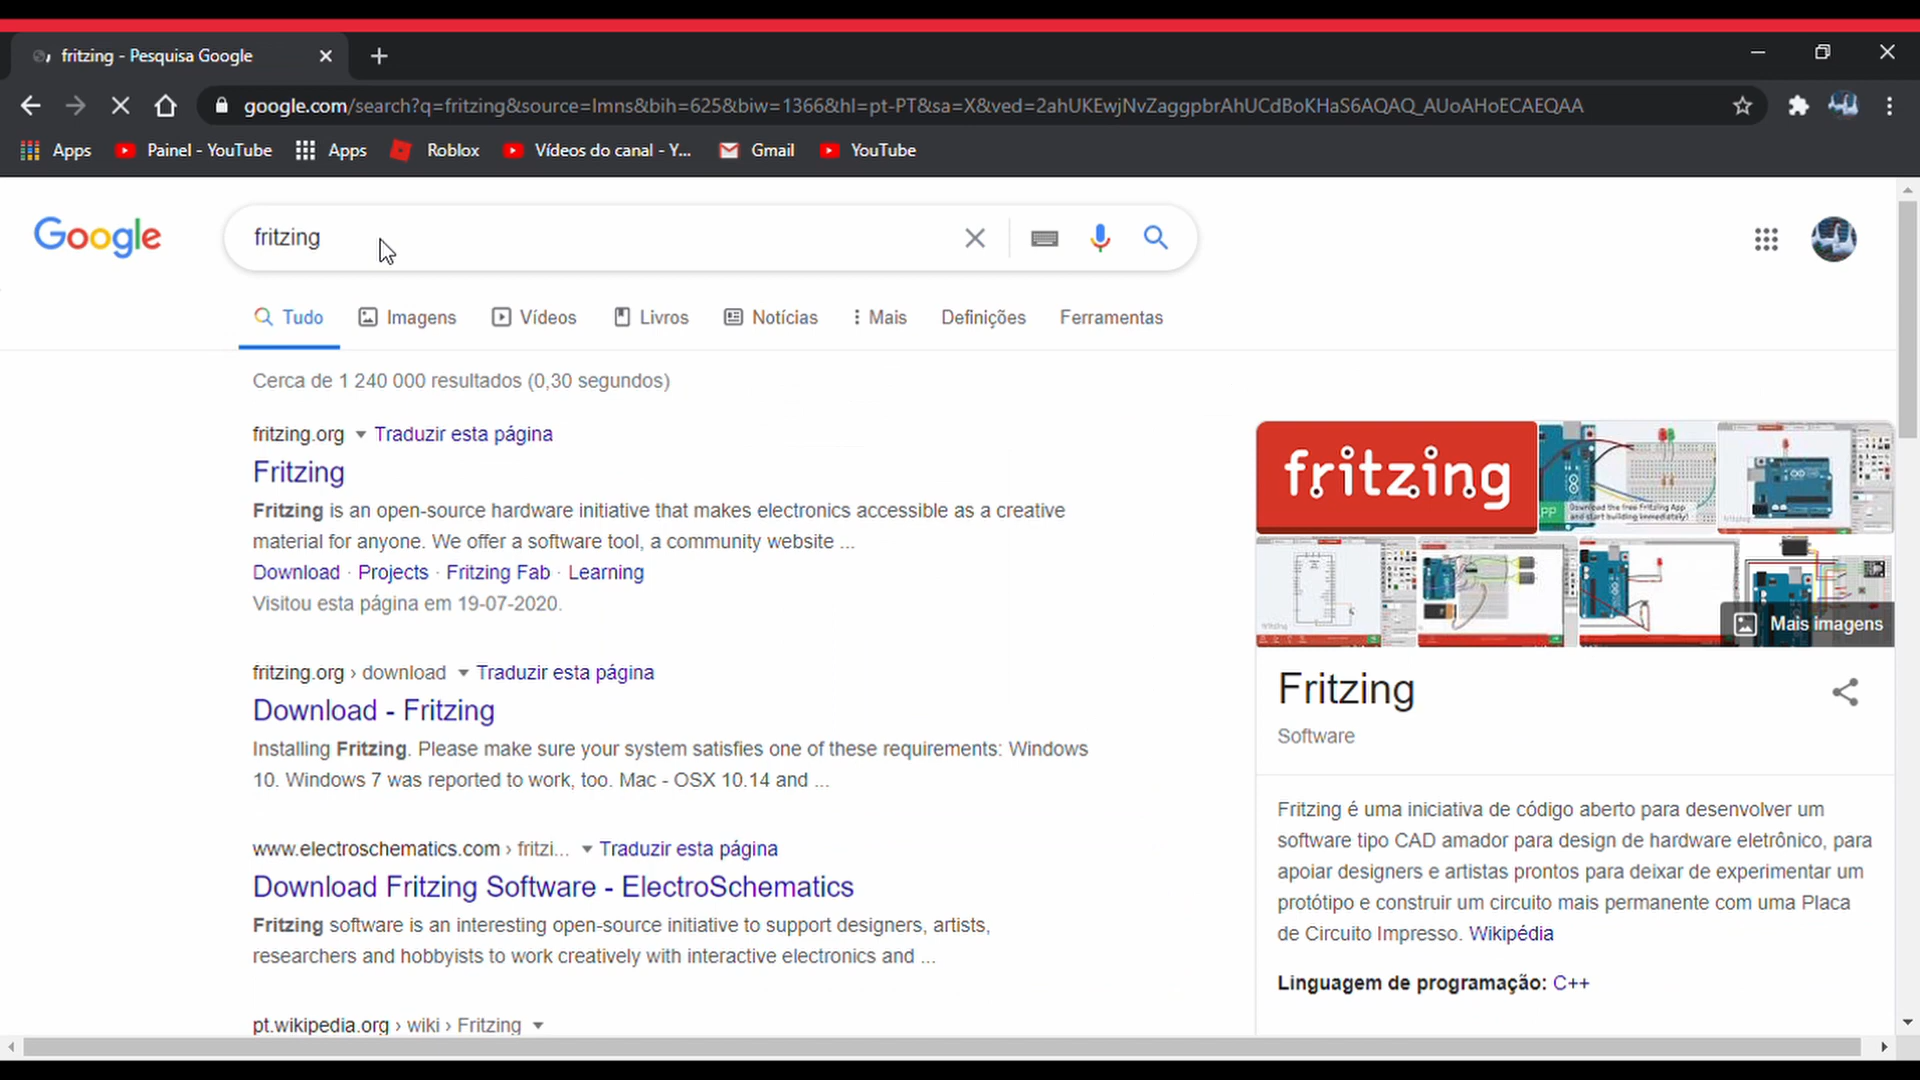 fritzing - Pesquisa Google
google.com/search?q=fritzing&source=lmns&bih=625&biw=1366&hl=pt-PT&sa=X&ved=2ahUKEwjNvZaggpbrAhUCdBoKHaS6AQAQ_AUoAHoECAEQAA
Apps Painel - YouTube Apps Roblox Vídeos do canal - Y... Gmail YouTube
Google fritzing
Tudo Imagens Vídeos Livros Notícias Mais Definições Ferramentas
Cerca de 1 240 000 resultados (0,30 segundos)
fritzing.org Traduzir esta página
Fritzing
Fritzing is an open-source hardware initiative that makes electronics accessible as a creative
material for anyone. We offer a software tool, a community website ...
Download · Projects · Fritzing Fab · Learning
Visitou esta página em 19-07-2020.
fritzing.org › download Traduzir esta página
Download - Fritzing
Installing Fritzing. Please make sure your system satisfies one of these requirements: Windows
10. Windows 7 was reported to work, too. Mac - OSX 10.14 and ...
www.electroschematics.com › fritzi... Traduzir esta página
Download Fritzing Software - ElectroSchematics
Fritzing software is an interesting open-source initiative to support designers, artists,
researchers and hobbyists to work creatively with interactive electronics and ...
pt.wikipedia.org › wiki › Fritzing
fritzing
Download the free Fritzing App
and start building immediately!
Mais imagens
Fritzing
Software
Fritzing é uma iniciativa de código aberto para desenvolver um
software tipo CAD amador para design de hardware eletrônico, para
apoiar designers e artistas prontos para deixar de experimentar um
protótipo e construir um circuito mais permanente com uma Placa
de Circuito Impresso. Wikipédia
Linguagem de programação: C++